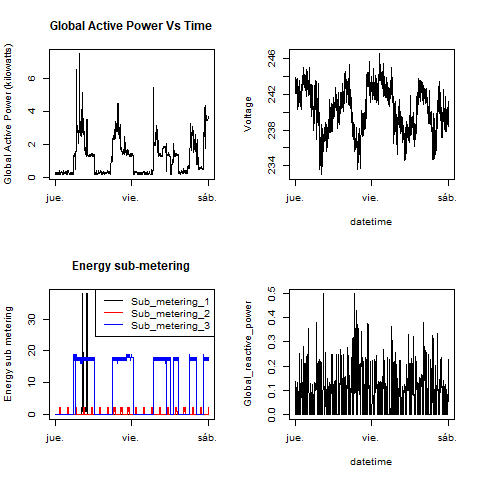 Global Active Power Vs Time
Global Active Power (kilowatts)
0 2 4 6
jue. vie. sáb.
Voltage
234 238 242 246
jue. vie. sáb.
datetime
Energy sub-metering
Energy sub metering
0 10 20 30
Sub_metering_1
Sub_metering_2
Sub_metering_3
jue. vie. sáb.
Global_reactive_power
0.0 0.1 0.2 0.3 0.4 0.5
jue. vie. sáb.
datetime